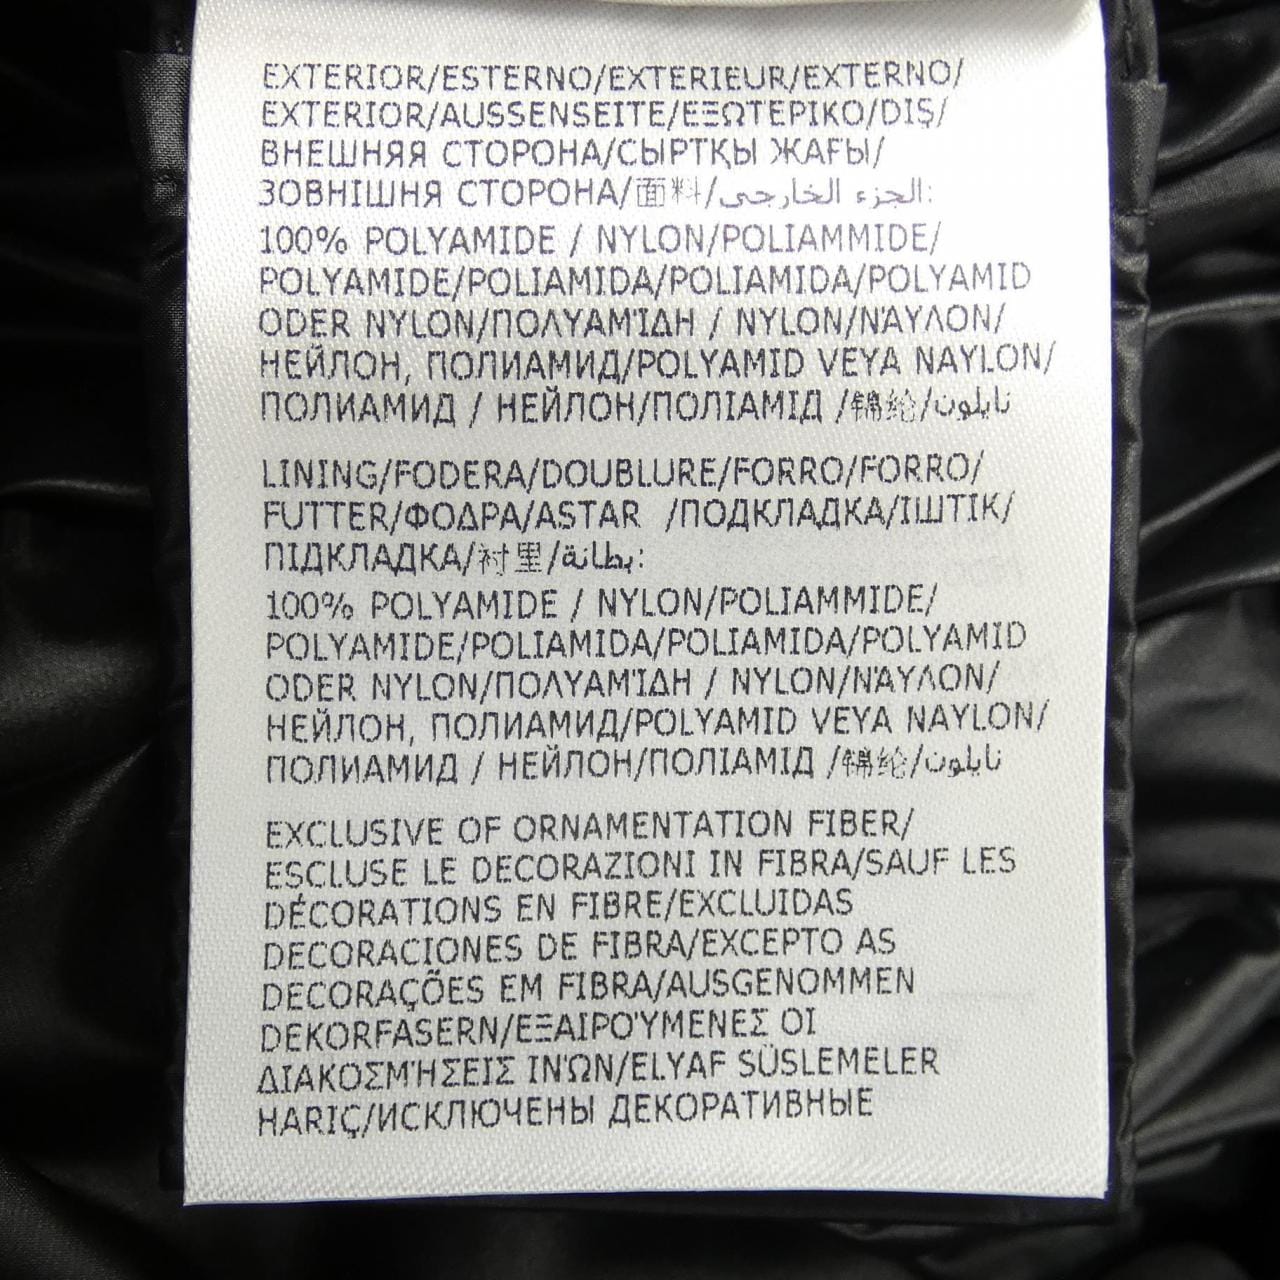 EXTERIOR/ESTERNO/EXTERIEUR/EXTERNO/
EXTERIOR/AUSSENSEITE/ΕΞΩΤΕΡΙΚΟ/DIŞ/
ВНЕШНЯЯ СТОРОНА/СЫРТҚЫ ЖАҒЫ/
ЗОВНІШНЯ СТОРОНА/面料/الجزء الخارجى:
100% POLYAMIDE / NYLON/POLIAMMIDE/
POLYAMIDE/POLIAMIDA/POLIAMIDA/POLYAMID
ODER NYLON/ΠΟΛΥΑΜΊΔΗ / NYLON/ΝΆΥΛΟΝ/
НЕЙЛОН, ПОЛИАМИД/POLYAMID VEYA NAYLON/
ПОЛИАМИД / НЕЙЛОН/ПОЛІАМІД /锦纶/نايلون
LINING/FODERA/DOUBLURE/FORRO/FORRO/
FUTTER/ΦΟΔΡΑ/ASTAR /ПОДКЛАДКА/ІШТІК/
ПІДКЛАДКА/衬里/بطانة:
100% POLYAMIDE / NYLON/POLIAMMIDE/
POLYAMIDE/POLIAMIDA/POLIAMIDA/POLYAMID
ODER NYLON/ΠΟΛΥΑΜΊΔΗ / NYLON/ΝΆΥΛΟΝ/
НЕЙЛОН, ПОЛИАМИД/POLYAMID VEYA NAYLON/
ПОЛИАМИД / НЕЙЛОН/ПОЛІАМІД /锦纶/نايلون
EXCLUSIVE OF ORNAMENTATION FIBER/
ESCLUSE LE DECORAZIONI IN FIBRA/SAUF LES
DÉCORATIONS EN FIBRE/EXCLUIDAS
DECORACIONES DE FIBRA/EXCEPTO AS
DECORAÇÕES EM FIBRA/AUSGENOMMEN
DEKORFASERN/ΕΞΑΙΡΟΎΜΕΝΕΣ ΟΙ
ΔΙΑΚΟΣΜΉΣΕΙΣ ΙΝΏΝ/ELYAF SÜSLEMELER
HARIÇ/ИСКЛЮЧЕНЫ ДЕКОРАТИВНЫЕ